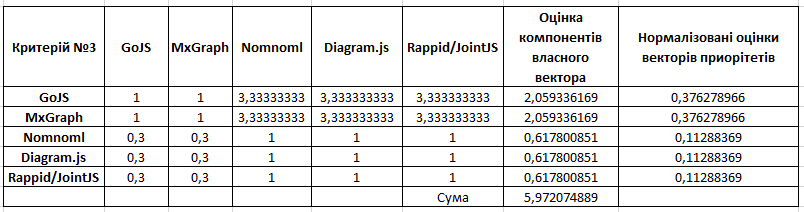 Критерій №3 GoJS MxGraph Nomnoml Diagram.js Rappid/JointJS Оцінка компонентів власного вектора Нормалізовані оцінки векторів приорітетів
GoJS 1 1 3,33333333 3,333333333 3,333333333 2,059336169 0,376278966
MxGraph 1 1 3,33333333 3,333333333 3,333333333 2,059336169 0,376278966
Nomnoml 0,3 0,3 1 1 1 0,617800851 0,11288369
Diagram.js 0,3 0,3 1 1 1 0,617800851 0,11288369
Rappid/JointJS 0,3 0,3 1 1 1 0,617800851 0,11288369
Сума 5,972074889